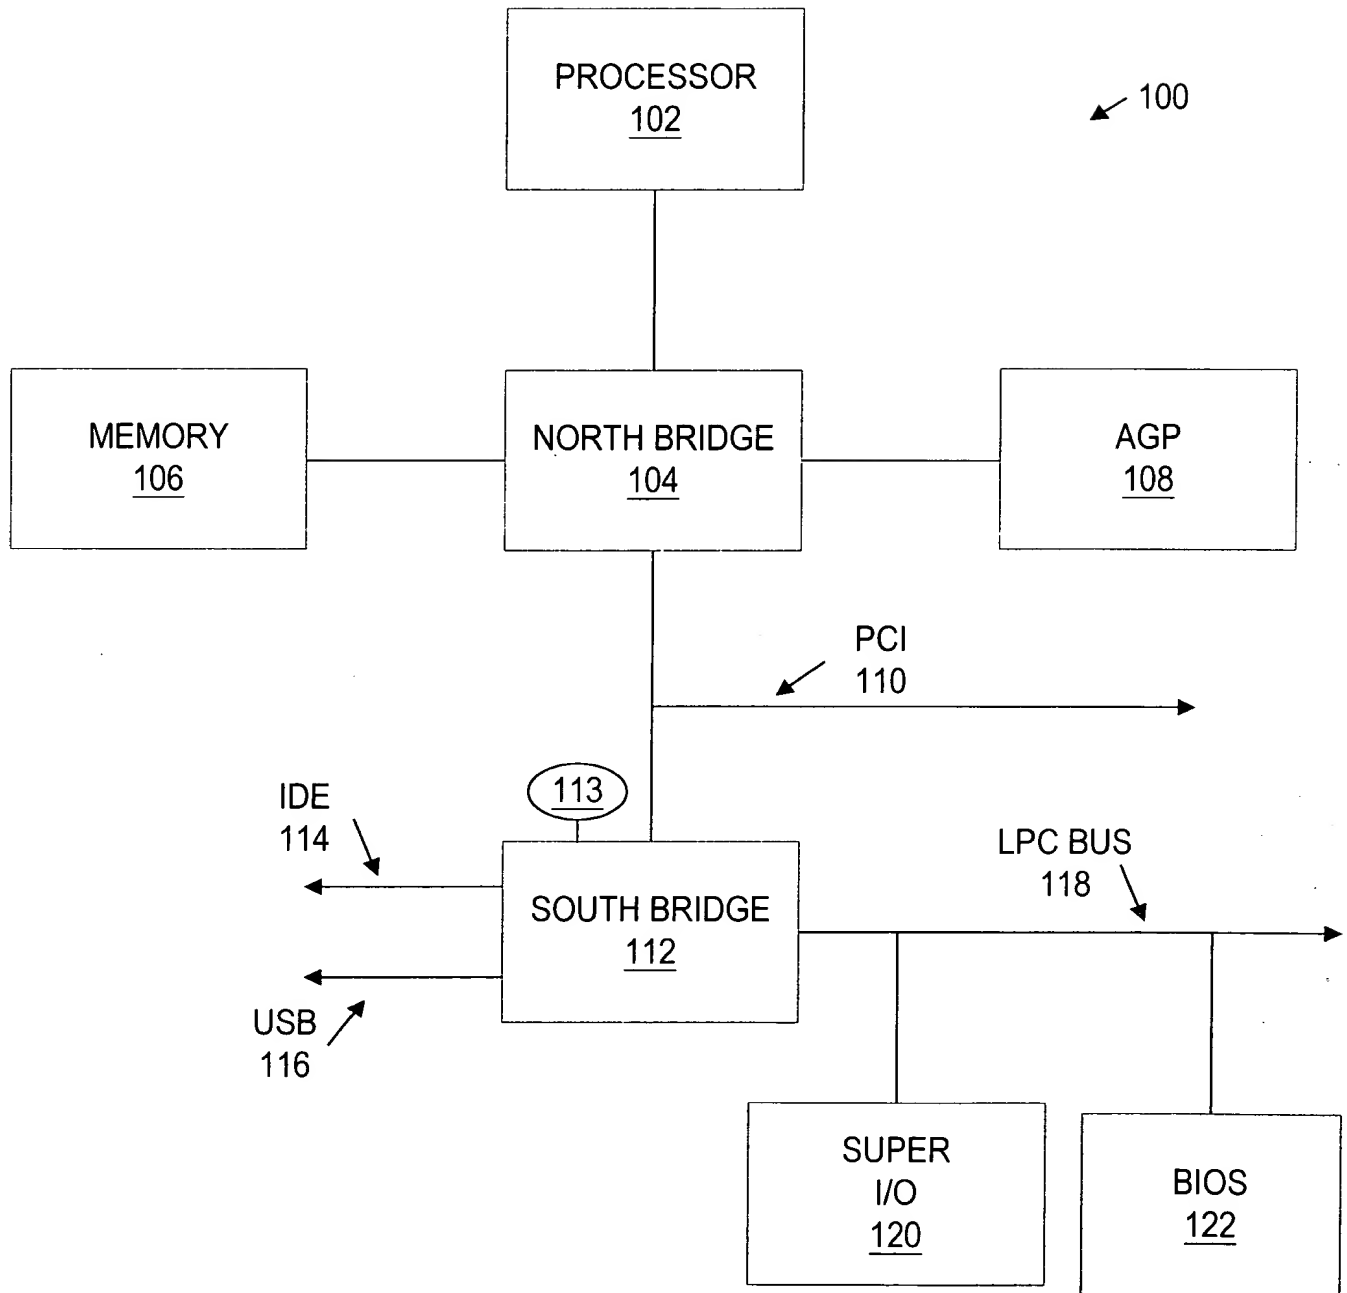 PROCESSOR
102
100
MEMORY
106
NORTH BRIDGE
104
AGP
108
PCI
110
113
IDE
114
LPC BUS
118
SOUTH BRIDGE
112
USB
116
SUPER
I/O
120
BIOS
122